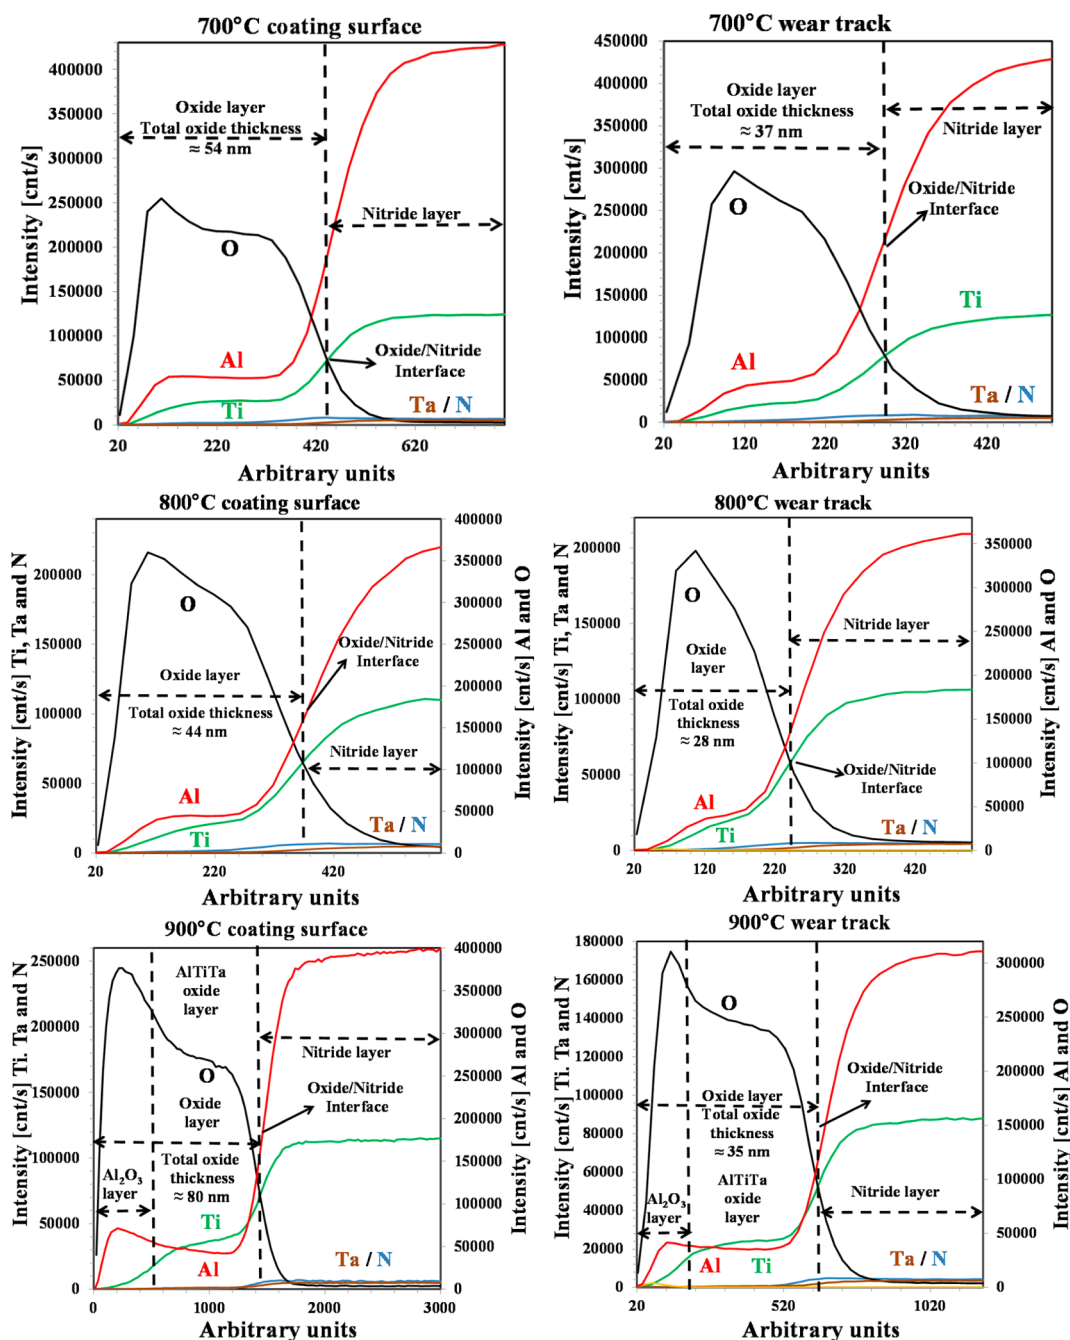 700°C coating surface
Intensity [cnt/s]
400000
350000
300000
250000
200000
150000
100000
50000
0
Oxide layer
Total oxide thickness
≈ 54 nm
Nitride layer
O
Al
Ti
Oxide/Nitride
Interface
Ta / N
20
220
420
620
Arbitrary units
700°C wear track
Intensity [cnt/s]
450000
400000
350000
300000
250000
200000
150000
100000
50000
0
Oxide layer
Total oxide thickness
≈ 37 nm
Nitride layer
Oxide/Nitride
Interface
O
Ti
Al
Ta / N
20
120
220
320
420
Arbitrary units
800°C coating surface
Intensity [cnt/s] Ti, Ta and N
200000
150000
100000
50000
0
O
Oxide/Nitride
Interface
Oxide layer
Total oxide thickness
≈ 44 nm
Nitride layer
Al
Ti
Ta / N
400000
350000
300000
250000
200000
150000
100000
50000
0
Intensity [cnt/s] Al and O
20
220
420
Arbitrary units
800°C wear track
Intensity [cnt/s] Ti, Ta and N
200000
150000
100000
50000
0
O
Nitride layer
Oxide
layer
Total oxide
thickness
≈ 28 nm
Oxide/Nitride
Interface
Al
Ti
Ta / N
350000
300000
250000
200000
150000
100000
50000
0
Intensity [cnt/s] Al and O
20
120
220
320
420
Arbitrary units
900°C coating surface
Intensity [cnt/s] Ti. Ta and N
250000
200000
150000
100000
50000
0
AlTiTa
oxide
layer
Nitride layer
O
Oxide/Nitride
Interface
Oxide
layer
Total oxide
thickness
≈ 80 nm
Al₂O₃
layer
Ti
Al
Ta / N
400000
350000
300000
250000
200000
150000
100000
50000
0
Intensity [cnt/s] Al and O
0
1000
2000
3000
Arbitrary units
900°C wear track
Intensity [cnt/s] Ti. Ta and N
180000
160000
140000
120000
100000
80000
60000
40000
20000
0
O
Oxide/Nitride
Interface
Oxide layer
Total oxide
thickness
≈ 35 nm
AlTiTa
oxide
layer
Al₂O₃
layer
Nitride layer
Al
Ti
Ta / N
300000
250000
200000
150000
100000
50000
0
Intensity [cnt/s] Al and O
20
520
1020
Arbitrary units